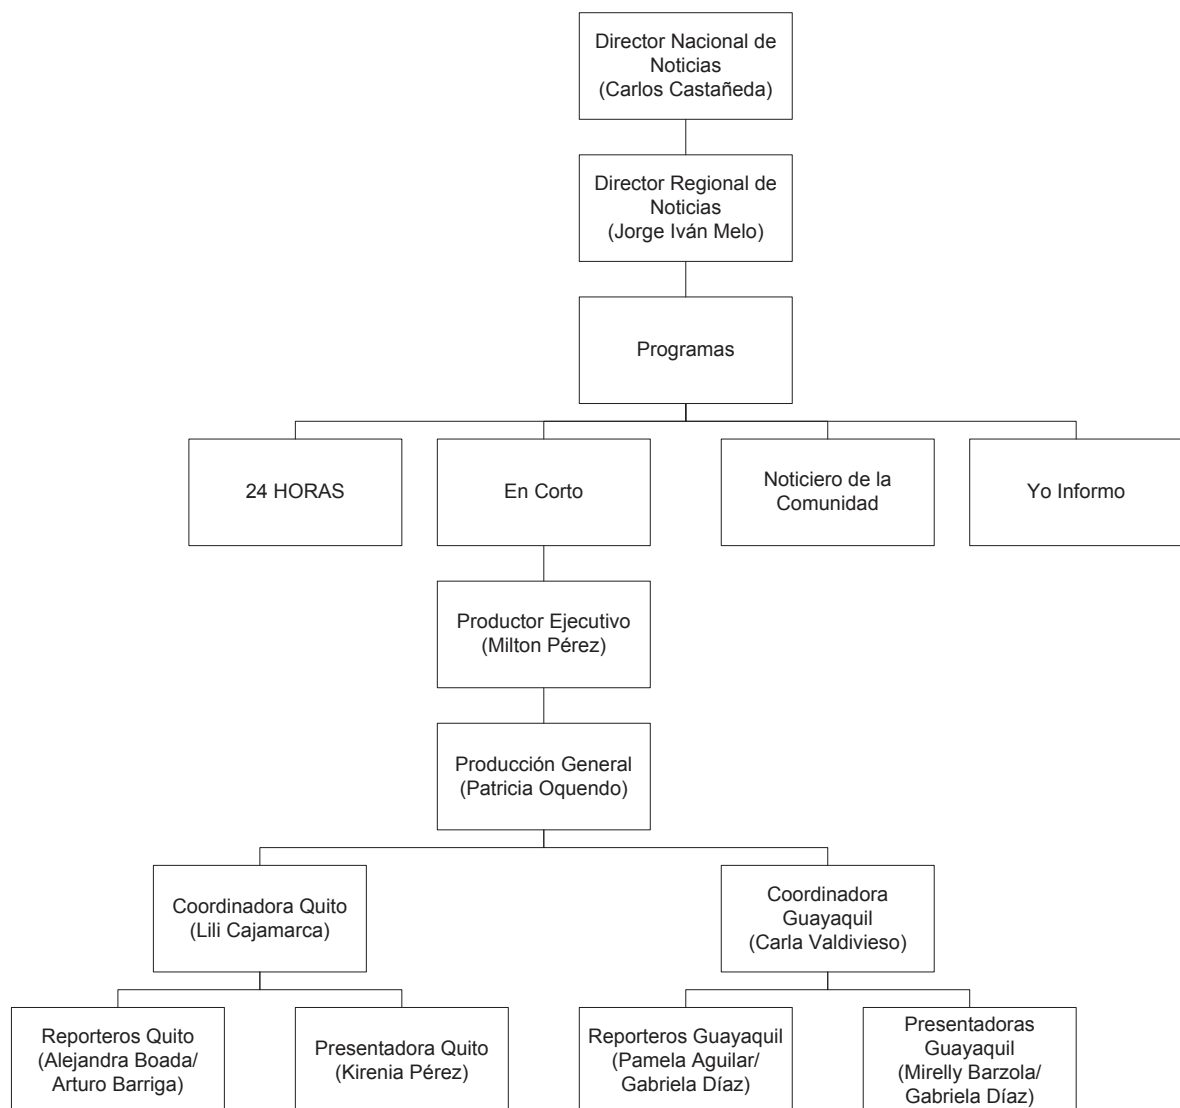 Director Nacional de
Noticias
(Carlos Castañeda)
Director Regional de
Noticias
(Jorge Iván Melo)
Programas
24 HORAS
En Corto
Noticiero de la
Comunidad
Yo Informo
Productor Ejecutivo
(Milton Pérez)
Producción General
(Patricia Oquendo)
Coordinadora Quito
(Lili Cajamarca)
Coordinadora
Guayaquil
(Carla Valdivieso)
Reporteros Quito
(Alejandra Boada/
Arturo Barriga)
Presentadora Quito
(Kirenia Pérez)
Reporteros Guayaquil
(Pamela Aguilar/
Gabriela Díaz)
Presentadoras
Guayaquil
(Mirelly Barzola/
Gabriela Díaz)